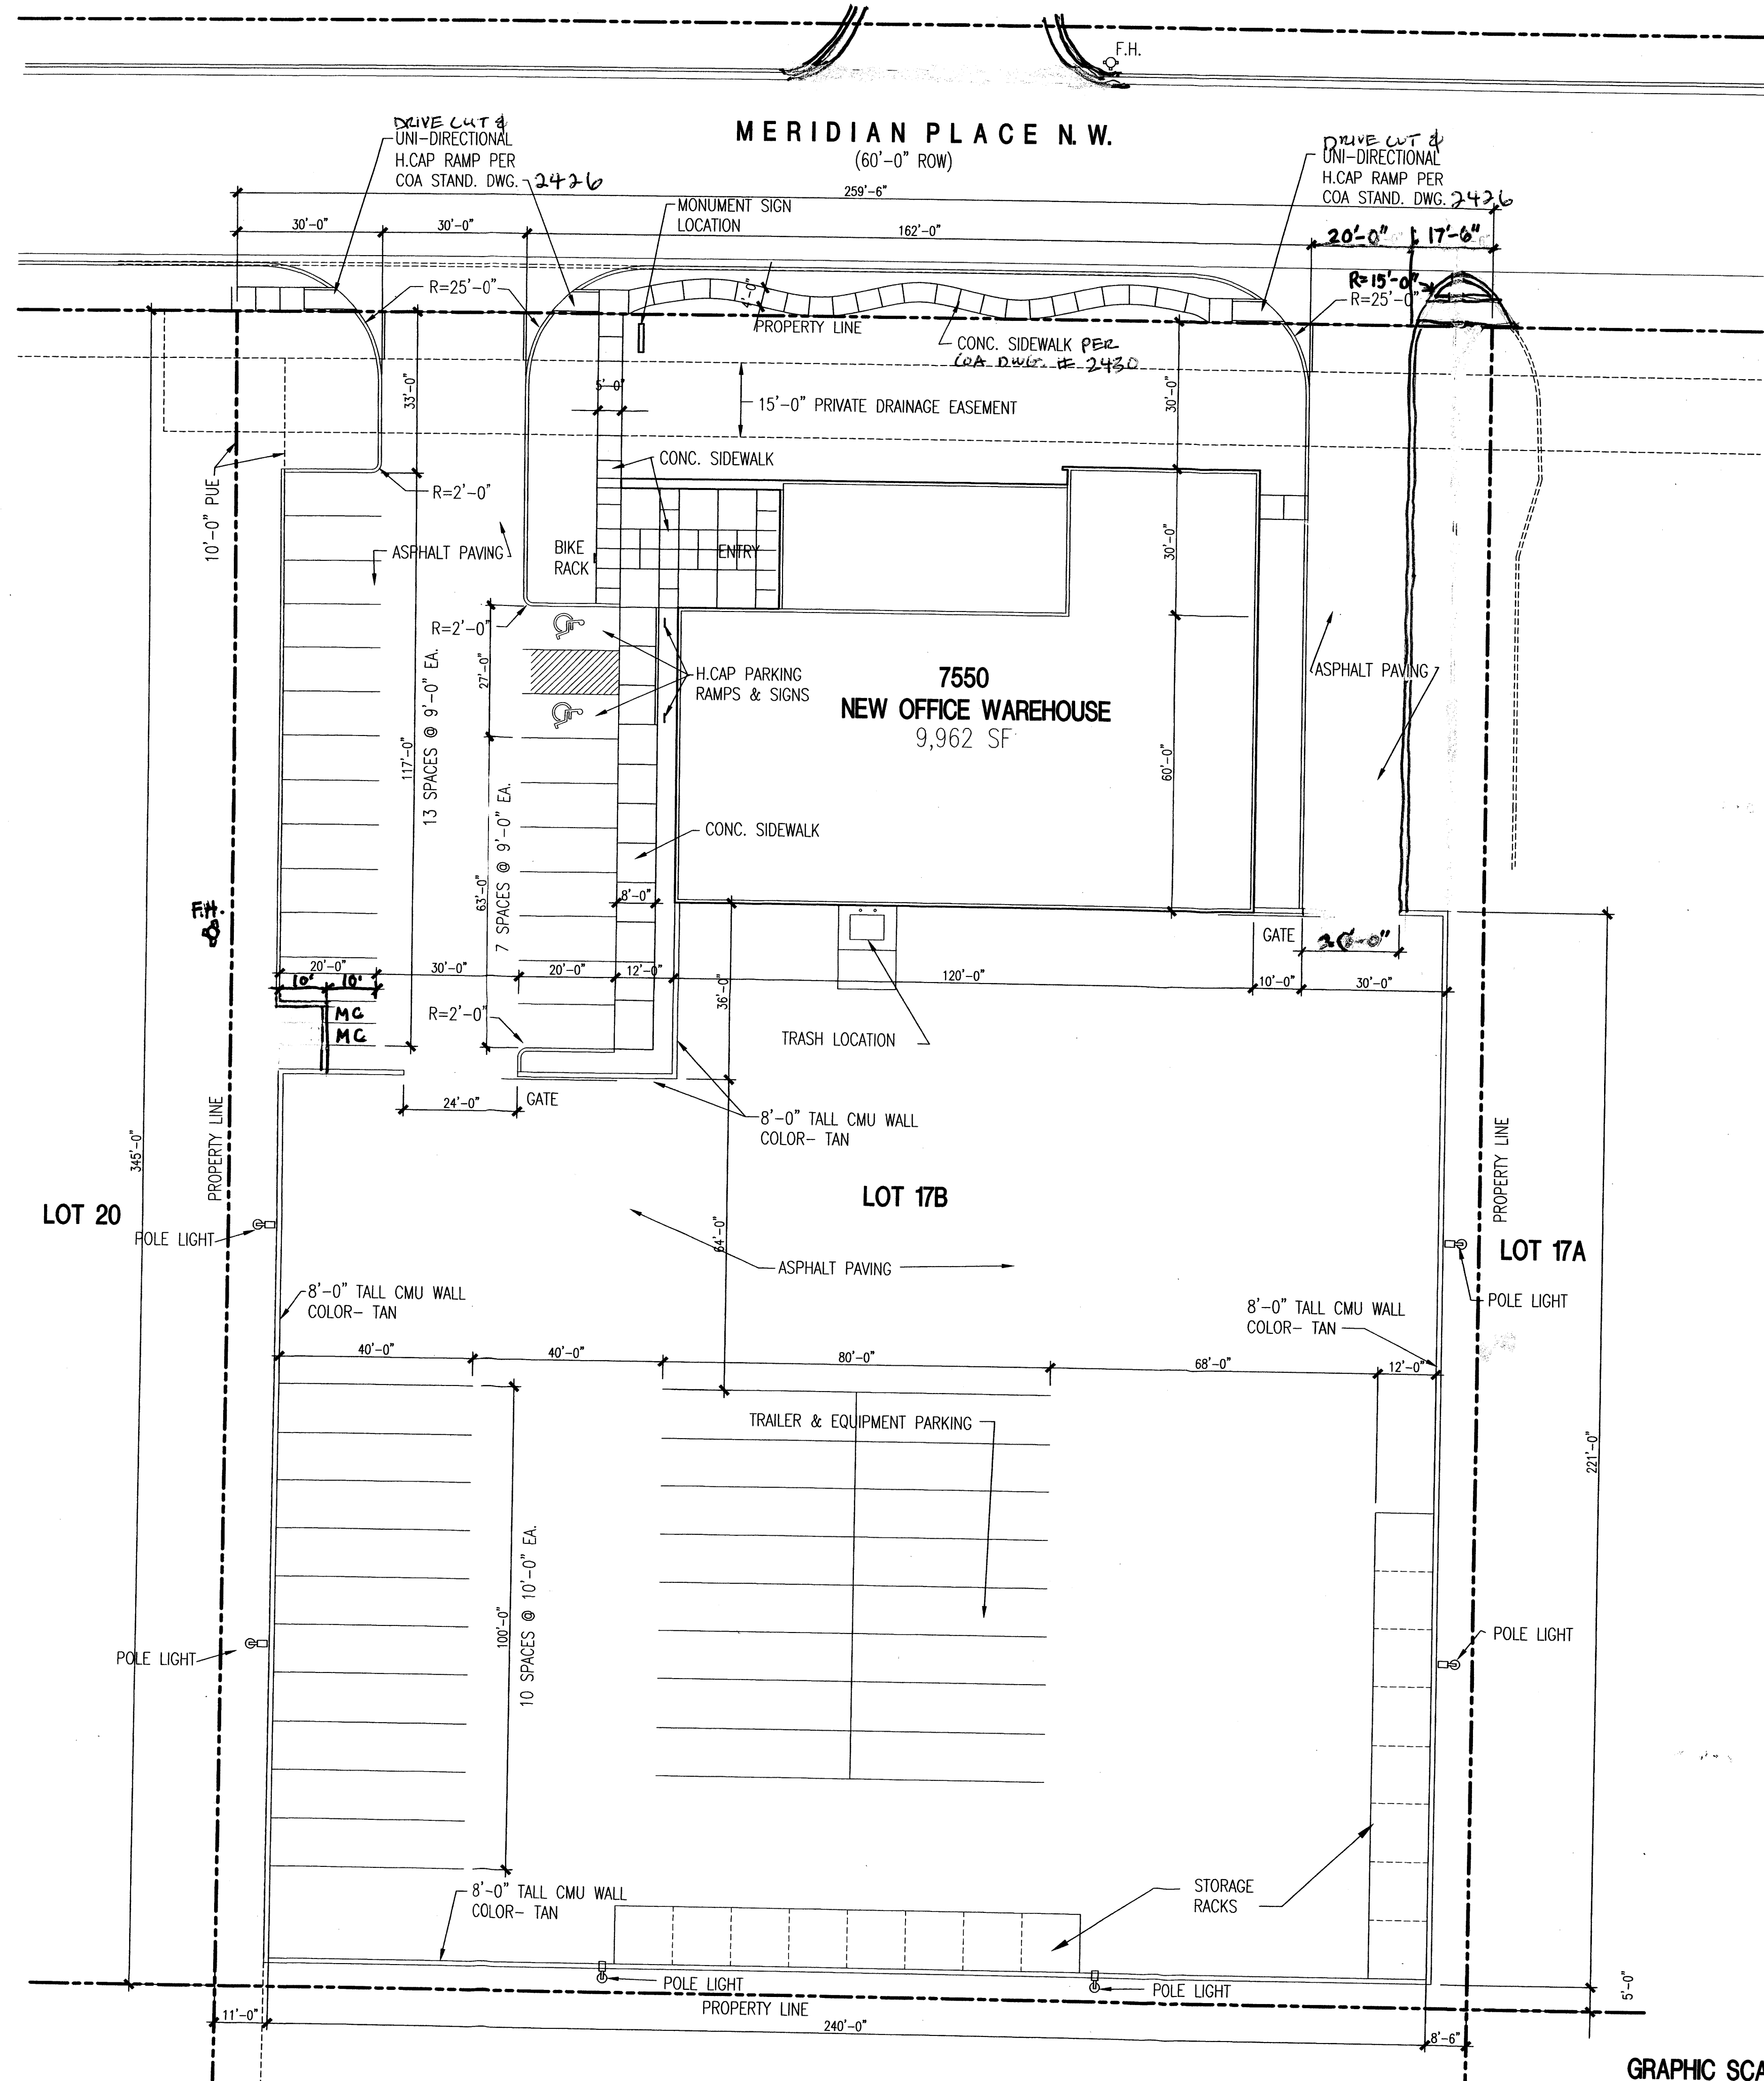 F.H.
MERIDIAN PLACE N.W.
(60'-0" ROW)
DRIVE CUT &
UNI-DIRECTIONAL
H.CAP RAMP PER
COA STAND. DWG. 2426
DRIVE CUT &
UNI-DIRECTIONAL
H.CAP RAMP PER
COA STAND. DWG. 2426
259'-6"
MONUMENT SIGN
LOCATION
30'-0"
30'-0"
162'-0"
20'-0"
17'-6"
R=25'-0"
4'-0"
R=15'-0"
R=25'-0"
PROPERTY LINE
CONC. SIDEWALK PER
COA DWG. # 2430
33'-0"
5'-0"
15'-0" PRIVATE DRAINAGE EASEMENT
30'-0"
CONC. SIDEWALK
R=2'-0"
10'-0" PUE
ASPHALT PAVING
BIKE
RACK
ENTRY
30'-0"
R=2'-0"
27'-0"
H.CAP PARKING
RAMPS & SIGNS
7550
NEW OFFICE WAREHOUSE
9,962 SF
ASPHALT PAVING
117'-0"
13 SPACES @ 9'-0" EA.
60'-0"
CONC. SIDEWALK
63'-0"
7 SPACES @ 9'-0" EA.
8'-0"
F.H.
GATE
20'-0"
30'-0"
20'-0"
12'-0"
120'-0"
10'-0"
30'-0"
10'
10'
36'-0"
MC
MC
R=2'-0"
TRASH LOCATION
24'-0"
GATE
8'-0" TALL CMU WALL
COLOR- TAN
345'-0"
PROPERTY LINE
PROPERTY LINE
LOT 20
LOT 17B
LOT 17A
POLE LIGHT
64'-0"
ASPHALT PAVING
POLE LIGHT
8'-0" TALL CMU WALL
COLOR- TAN
8'-0" TALL CMU WALL
COLOR- TAN
40'-0"
40'-0"
80'-0"
68'-0"
12'-0"
TRAILER & EQUIPMENT PARKING
221'-0"
100'-0"
10 SPACES @ 10'-0" EA.
POLE LIGHT
POLE LIGHT
8'-0" TALL CMU WALL
COLOR- TAN
STORAGE
RACKS
POLE LIGHT
POLE LIGHT
5'-0"
PROPERTY LINE
11'-0"
240'-0"
8'-6"
GRAPHIC SCA